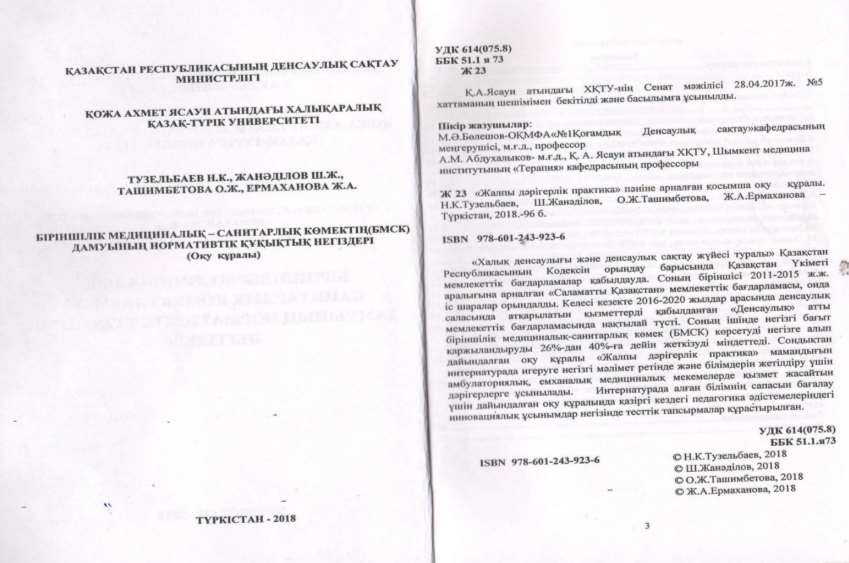 ҚАЗАҚСТАН РЕСПУБЛИКАСЫНЫҢ ДЕНСАУЛЫҚ САҚТАУ
МИНИСТРЛІГІ
ҚОЖА АХМЕТ ЯСАУИ АТЫНДАҒЫ ХАЛЫҚАРАЛЫҚ
ҚАЗАҚ-ТҮРІК УНИВЕРСИТЕТІ
ТУЗЕЛЬБАЕВ Н.К., ЖАНӘДІЛОВ Ш.Ж.,
ТАШИМБЕТОВА О.Ж., ЕРМАХАНОВА Ж.А.
БІРІНШІЛІК МЕДИЦИНАЛЫҚ – САНИТАРЛЫҚ КӨМЕКТІҢ(БМСК)
ДАМУЫНЫҢ НОРМАТИВТІК ҚҰҚЫҚТЫҚ НЕГІЗДЕРІ
(Оқу құралы)
ТҮРКІСТАН - 2018
УДК 614(075.8)
ББК 51.1 я 73
Ж 23
Қ.А.Ясауи атындағы ХҚТУ-нің Сенат мәжілісі 28.04.2017ж. №5
хаттаманың шешімімен бекітілді және басылымға ұсынылды.
Пікір жазушылар:
М.Ә.Бөлешов-ОҚМФА«№1Қоғамдық Денсаулық сақтау»кафедрасының
меңгерушісі, м.ғ.д., профессор
А.М. Абдухалыков- м.ғ.д., Қ. А. Ясауи атындағы ХҚТУ, Шымкент медицина
институтының «Терапия» кафедрасының профессоры
Ж 23 «Жалпы дәрігерлік практика» пәніне арналған қосымша оқу құралы.
Н.К.Тузельбаев, Ш.Жанәділов, О.Ж.Ташимбетова, Ж.А.Ермаханова –
Түркістан, 2018.-96 б.
ISBN 978-601-243-923-6
«Халық денсаулығы және денсаулық сақтау жүйесі туралы» Қазақстан
Республикасының Кодексин орындау барысында Қазақстан Үкіметі
мемлекеттік бағдарламалар қабылдауда. Соның біріншісі 2011-2015 ж.ж.
аралығына арналған «Саламатты Қазақстан» мемлекеттік бағдарламасы, онда
іс шаралар орындалды. Келесі кезекте 2016-2020 жылдар арасында денсаулық
саласында атқарылатын қызметтерді қабылданған «Денсаулық» атты
мемлекеттік бағдарламасында нақтылай түсті. Соның ішінде негізгі бағыт
біріншілік медициналық-санитарлық көмек (БМСК) көрсетуді негізге алып
қаржыландыруды 26%-дан 40%-ға дейін жеткізуді міндеттеді. Сондықтан
дайындалған оқу құралы «Жалпы дәрігерлік практика» мамандығын
интернатурада игеруге негізгі мәлімет ретінде және білімдерін жетілдіру үшін
амбулаториялық, емханалық медициналық мекемелерде қызмет жасайтын
дәрігерлерге ұсынылады. Интернатурада алған білімнің сапасын бағалау
үшін дайындалған оқу құралында қазіргі кездегі педагогика әдістемелеріндегі
инновациялық ұсынымдар негізінде тесттік тапсырмалар құрастырылған.
УДК 614(075.8)
ББК 51.1.я73
ISBN 978-601-243-923-6
© Н.К.Тузельбаев, 2018
© Ш.Жанәділов, 2018
© О.Ж.Ташимбетова, 2018
© Ж.А.Ермаханова, 2018
3